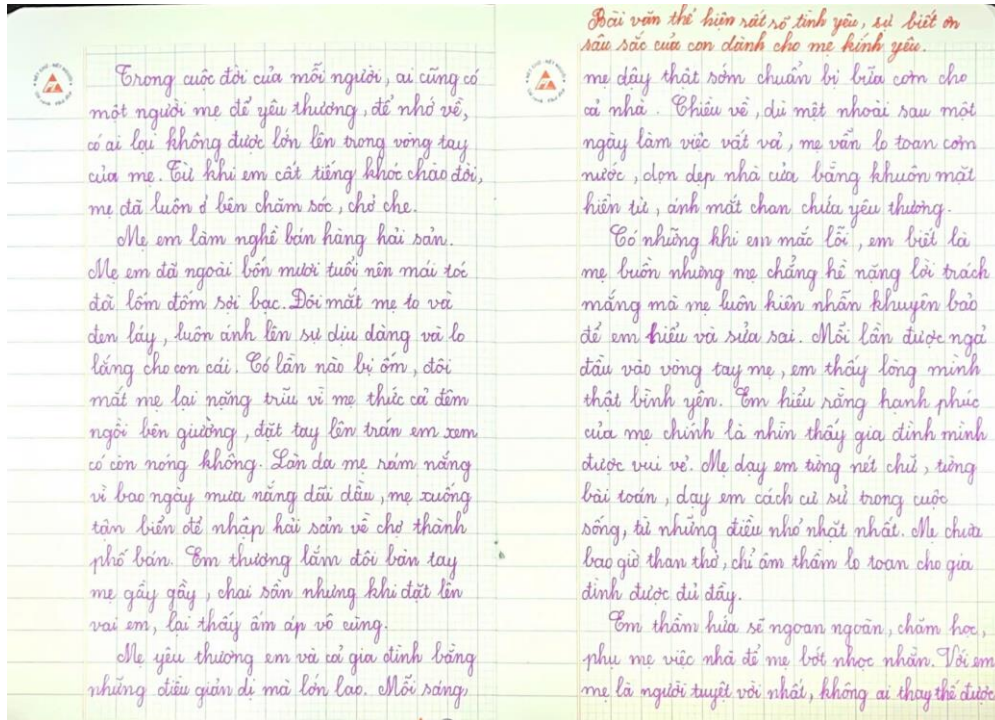 Trong cuộc đời của mỗi người, ai cũng có
một người mẹ để yêu thương, để nhớ về,
có ai lại không được lớn lên trong vòng tay
của mẹ. Từ khi em cất tiếng khóc chào đời,
mẹ đã luôn ở bên chăm sóc, chở che.
Mẹ em làm nghề bán hàng hải sản.
Mẹ em đã ngoài bốn mươi tuổi nên mái tóc
đã lốm đốm sợi bạc. Đôi mắt mẹ to và
đen láy, luôn ánh lên sự dịu dàng và lo
lắng cho con cái. Có lần nào bị ốm, đôi
mắt mẹ lại nặng trĩu vì mẹ thức cả đêm
ngồi bên giường, đặt tay lên trán em xem
có còn nóng không. Làn da mẹ rám nắng
vì bao ngày mưa nắng dãi dầu, mẹ xuống
tận biển để nhập hải sản về chợ thành
phố bán. Em thương lắm đôi bàn tay
mẹ gầy gầy, chai sần nhưng khi đặt lên
vai em, lại thấy ấm áp vô cùng.
Mẹ yêu thương em và cả gia đình bằng
những điều giản dị mà lớn lao. Mỗi sáng,
Bài văn thể hiện rất rõ tình yêu, sự biết ơn
sâu sắc của con dành cho mẹ kính yêu.
mẹ dậy thật sớm chuẩn bị bữa cơm cho
cả nhà. Chiều về, dù mệt nhoài sau một
ngày làm việc vất vả, mẹ vẫn lo toan cơm
nước, dọn dẹp nhà cửa bằng khuôn mặt
hiền từ, ánh mắt chan chứa yêu thương.
Có những khi em mắc lỗi, em biết là
mẹ buồn nhưng mẹ chẳng hề nặng lời trách
mắng mà mẹ luôn kiên nhẫn khuyên bảo
để em hiểu và sửa sai. Mỗi lần được ngả
đầu vào vòng tay mẹ, em thấy lòng mình
thật bình yên. Em hiểu rằng hạnh phúc
của mẹ chính là nhìn thấy gia đình mình
được vui vẻ. Mẹ dạy em từng nét chữ, từng
bài toán, dạy em cách cư sử trong cuộc
sống, từ những điều nhỏ nhặt nhất. Mẹ chưa
bao giờ than thở, chỉ âm thầm lo toan cho gia
đình được đủ đầy.
Em thầm hứa sẽ ngoan ngoãn, chăm học,
phụ mẹ việc nhà để mẹ bớt nhọc nhằn. Với em
mẹ là người tuyệt vời nhất, không ai thay thế được